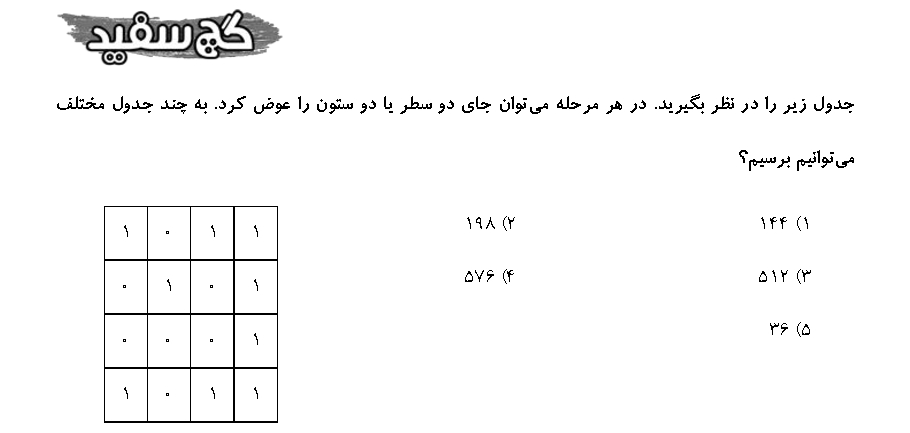 گچ سفید
جدول زیر را در نظر بگیرید. در هر مرحله می‌توان جای دو سطر یا دو ستون را عوض کرد. به چند جدول مختلف
می‌توانیم برسیم؟
۱) ۱۴۴
۲) ۱۹۸
۳) ۵۱۲
۴) ۵۷۶
۵) ۳۶
۱ ۰ ۱ ۱
۰ ۱ ۰ ۱
۰ ۰ ۰ ۱
۱ ۰ ۱ ۱